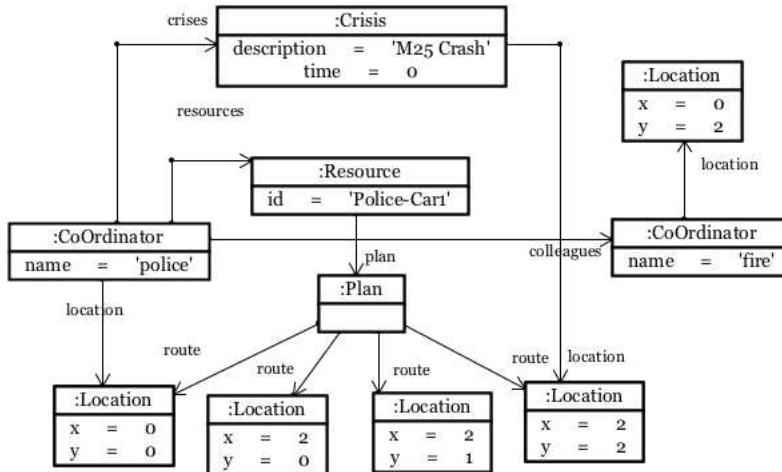 crises
:Crisis
description = 'M25 Crash'
time = 0
:Location
x = 0
y = 2
resources
location
:Resource
id = 'Police-Car1'
:CoOrdinator
name = 'police'
colleagues
:CoOrdinator
name = 'fire'
plan
:Plan
location
route
route
route
route
location
:Location
x = 0
y = 0
:Location
x = 2
y = 0
:Location
x = 2
y = 1
:Location
x = 2
y = 2